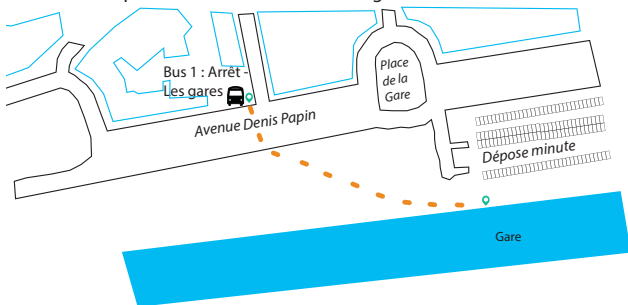 Bus 1 : Arrêt -
Les gares
Place
de la
Gare
Avenue Denis Papin
Dépose minute
Gare